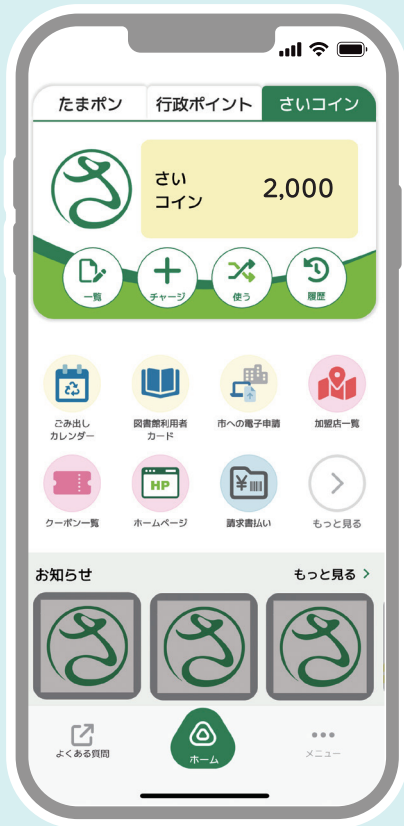 たまポン 行政ポイント さいコイン
さい
コイン
2,000
一覧 チャージ 使う 履歴
ごみ出し
カレンダー
図書館利用者
カード
市への電子申請
加盟店一覧
クーポン一覧
HP
ホームページ
¥
請求書払い
もっと見る
お知らせ もっと見る >
さ さ さ
よくある質問 ホーム メニュー